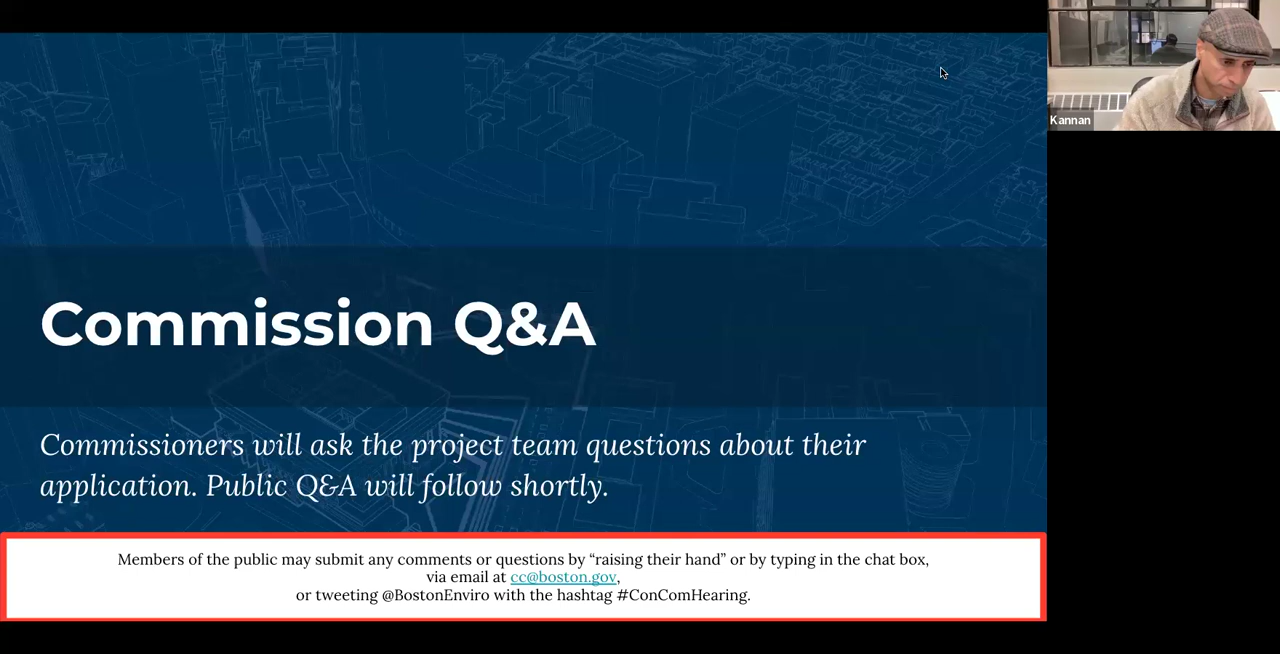 Kannan
Commission Q&A
Commissioners will ask the project team questions about their
application. Public Q&A will follow shortly.
Members of the public may submit any comments or questions by “raising their hand” or by typing in the chat box,
via email at cc@boston.gov,
or tweeting @BostonEnviro with the hashtag #ConComHearing.